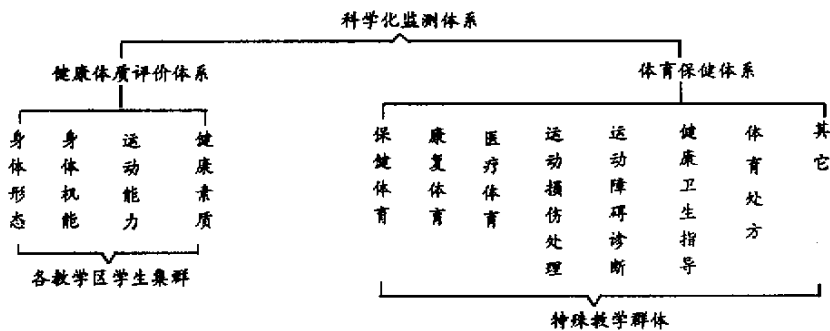 科学化监测体系
健康体质评价体系
体育保健体系
身体形态
身体机能
运动能力
健康素质
保健体育
康复体育
医疗体育
运动损伤处理
运动障碍诊断
健康卫生指导
体育处方
其它
各教学区学生集群
特殊教学群体